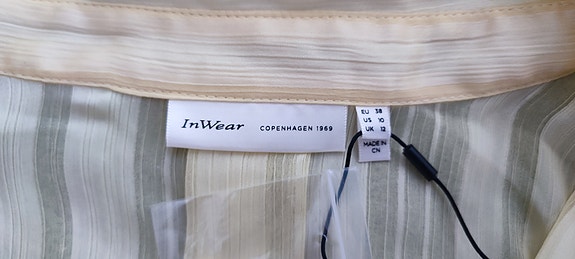 InWear COPENHAGEN 1969
EU 38
US 10
UK 12
MADE IN
CN